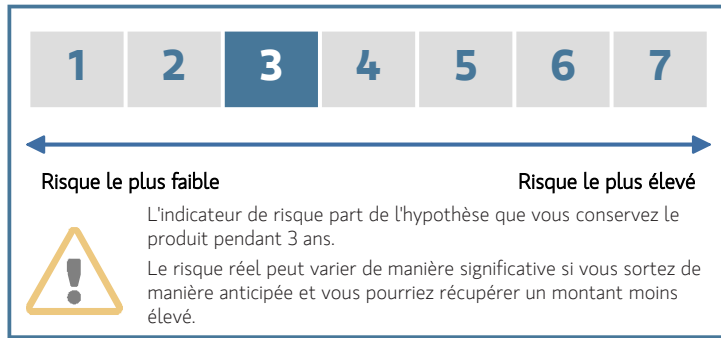 1 2 3 4 5 6 7
Risque le plus faible Risque le plus élevé
L'indicateur de risque part de l'hypothèse que vous conservez le
produit pendant 3 ans.
Le risque réel peut varier de manière significative si vous sortez de
manière anticipée et vous pourriez récupérer un montant moins
élevé.